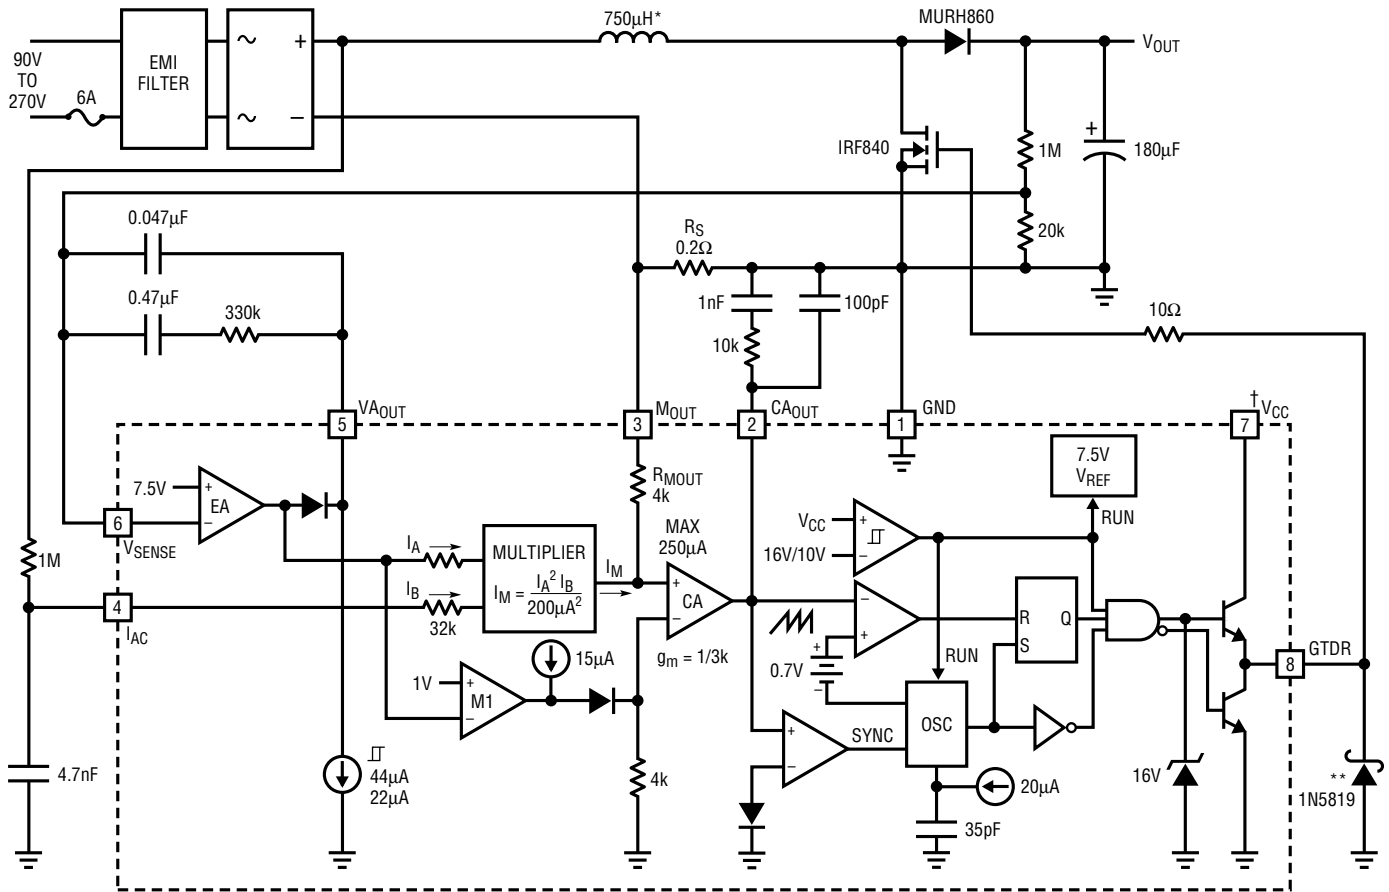 750µH*
MURH860
VOUT
90V
TO
270V
6A
EMI
FILTER
~
+
~
−
IRF840
1M
+
180µF
0.047µF
20k
RS
0.2Ω
0.47µF
330k
1nF
100pF
10k
10Ω
5
VAOUT
3
MOUT
2
CAOUT
1
GND
7
† VCC
7.5V
+
−
EA
6
VSENSE
RMOUT
4k
7.5V
VREF
RUN
MAX
250µA
VCC
+
16V/10V
−
1M
IA
MULTIPLIER
IM = IA2 IB
200µA2
IM
+
−
CA
gm = 1/3k
IB
32k
4
IAC
−
+
R
S
Q
0.7V
+
−
RUN
GTDR
8
15µA
1V
+
−
M1
OSC
+
−
SYNC
44µA
22µA
4k
4.7nF
20µA
35pF
16V
**
1N5819